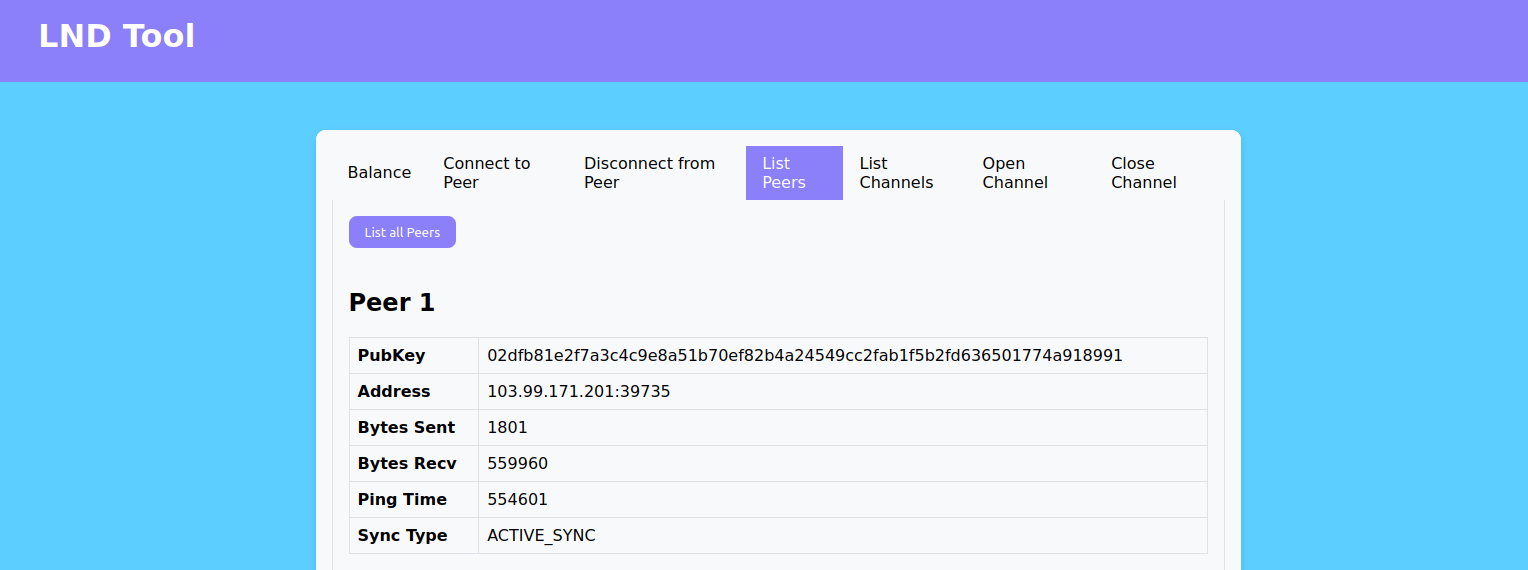 LND Tool
Balance
Connect to
Peer
Disconnect from
Peer
List
Peers
List
Channels
Open
Channel
Close
Channel
List all Peers
Peer 1
PubKey 02dfb81e2f7a3c4c9e8a51b70ef82b4a24549cc2fab1f5b2fd636501774a918991
Address 103.99.171.201:39735
Bytes Sent 1801
Bytes Recv 559960
Ping Time 554601
Sync Type ACTIVE_SYNC